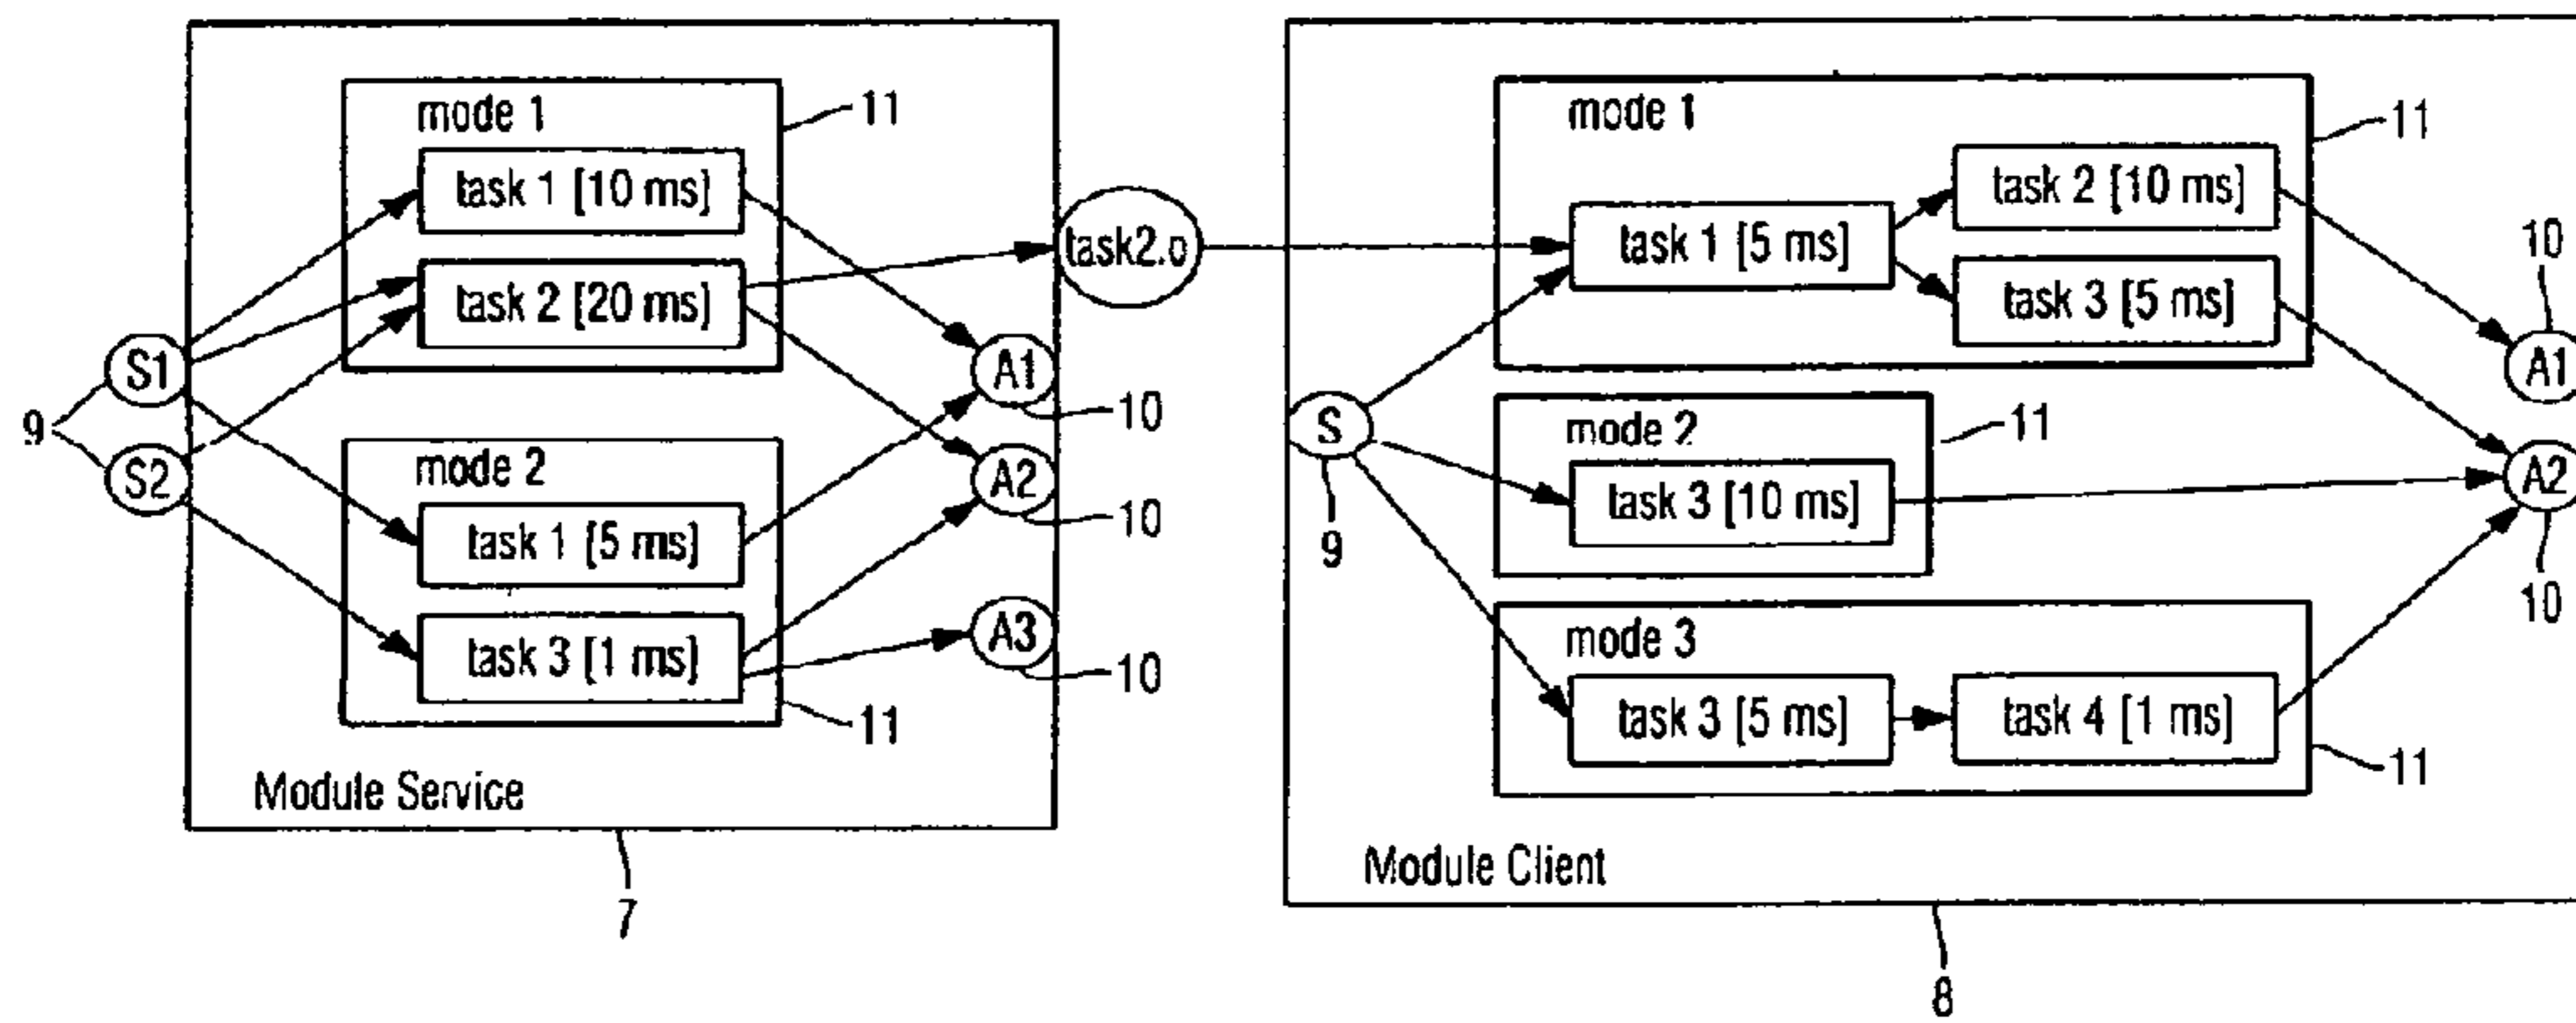 mode 1
11
task 1 [10 ms]
task 2 [20 ms]
task2.o
S1
S2
9
A1
10
A2
10
mode 2
task 1 [5 ms]
task 3 [1 ms]
A3
10
11
Module Service
7
mode 1
11
task 1 [5 ms]
task 2 [10 ms]
task 3 [5 ms]
10
A1
S
9
mode 2
11
task 3 [10 ms]
A2
10
mode 3
task 3 [5 ms]
task 4 [1 ms]
11
Module Client
8